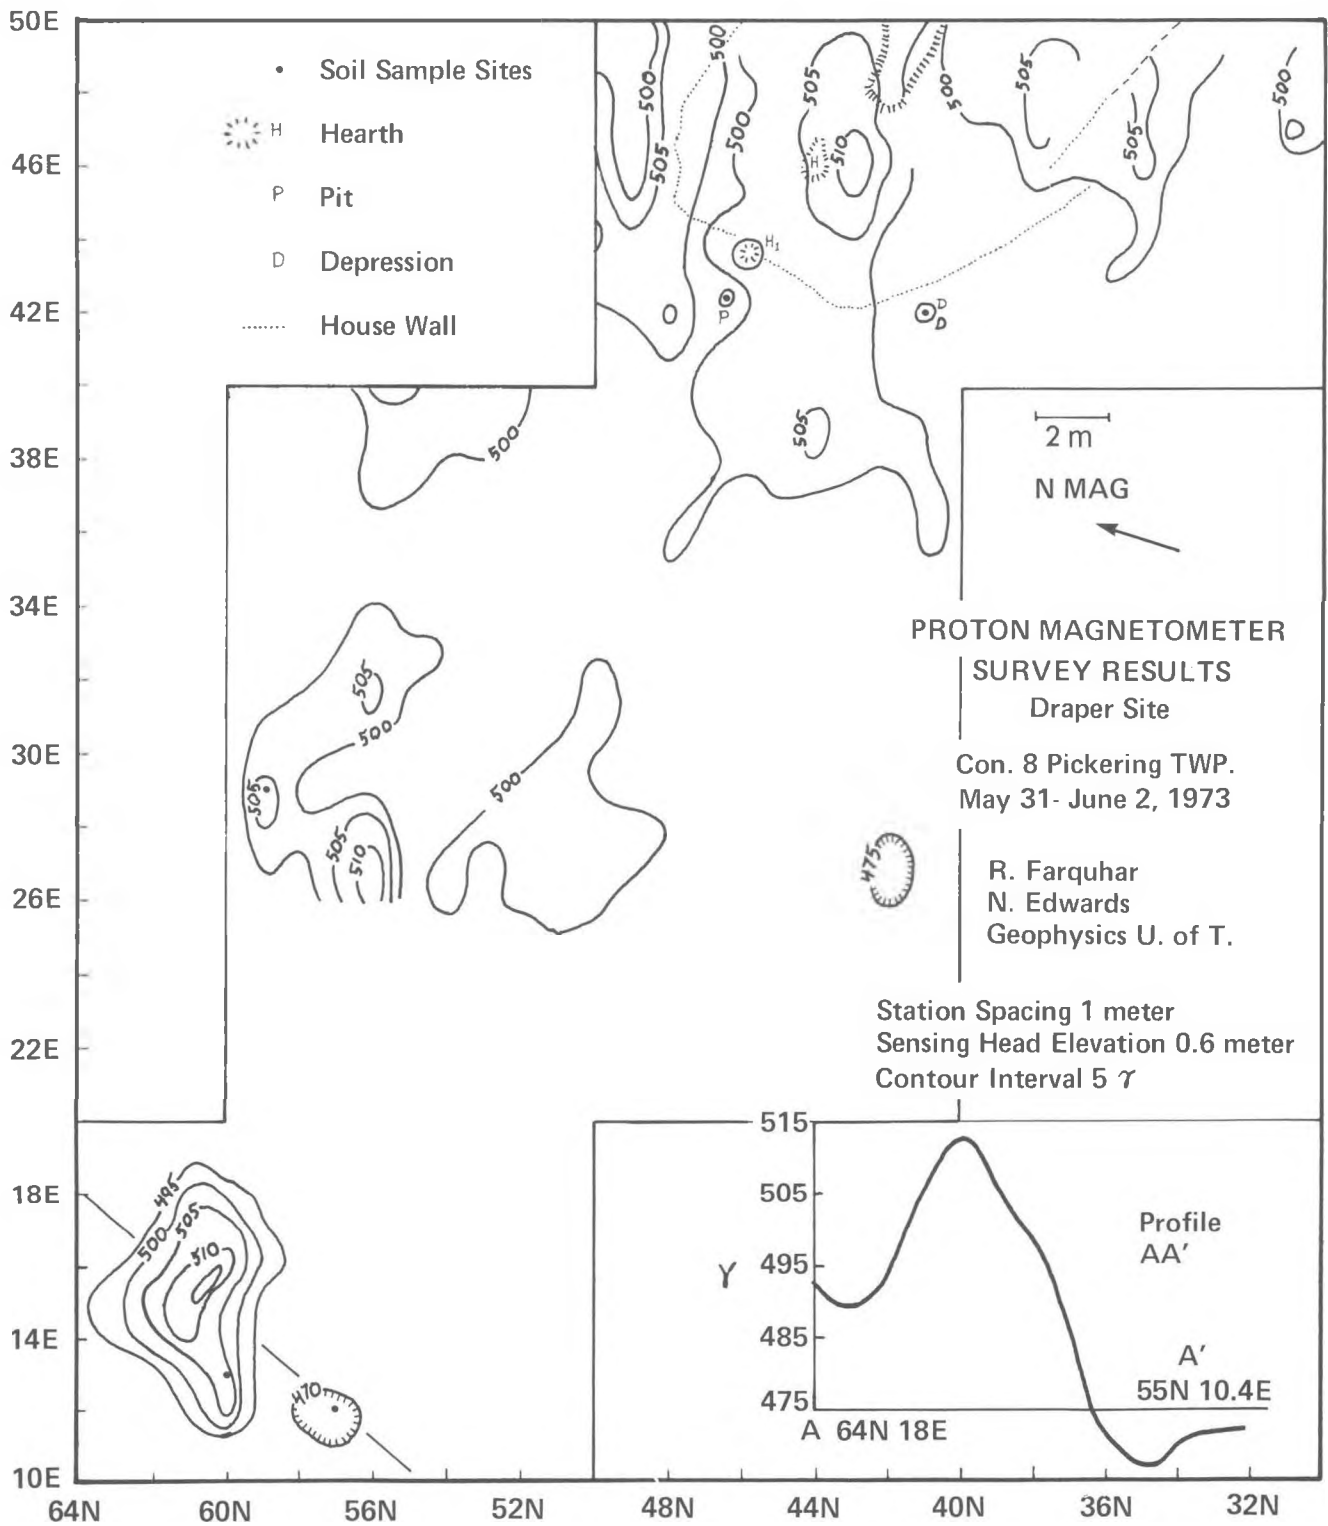 50E
46E
42E
38E
34E
30E
26E
22E
18E
14E
10E
64N
60N
56N
52N
48N
44N
40N
36N
32N
Soil Sample Sites
H Hearth
P Pit
D Depression
House Wall
500
505
500
500
505
H
510
500
505
505
500
H1
P
D
D
505
500
2 m
N MAG
505
500
505
505
510
500
475
PROTON MAGNETOMETER
SURVEY RESULTS
Draper Site
Con. 8 Pickering TWP.
May 31- June 2, 1973
R. Farquhar
N. Edwards
Geophysics U. of T.
Station Spacing 1 meter
Sensing Head Elevation 0.6 meter
Contour Interval 5 γ
495
500
505
510
470
515
505
495
485
475
γ
Profile
AA′
A′
55N 10.4E
A 64N 18E